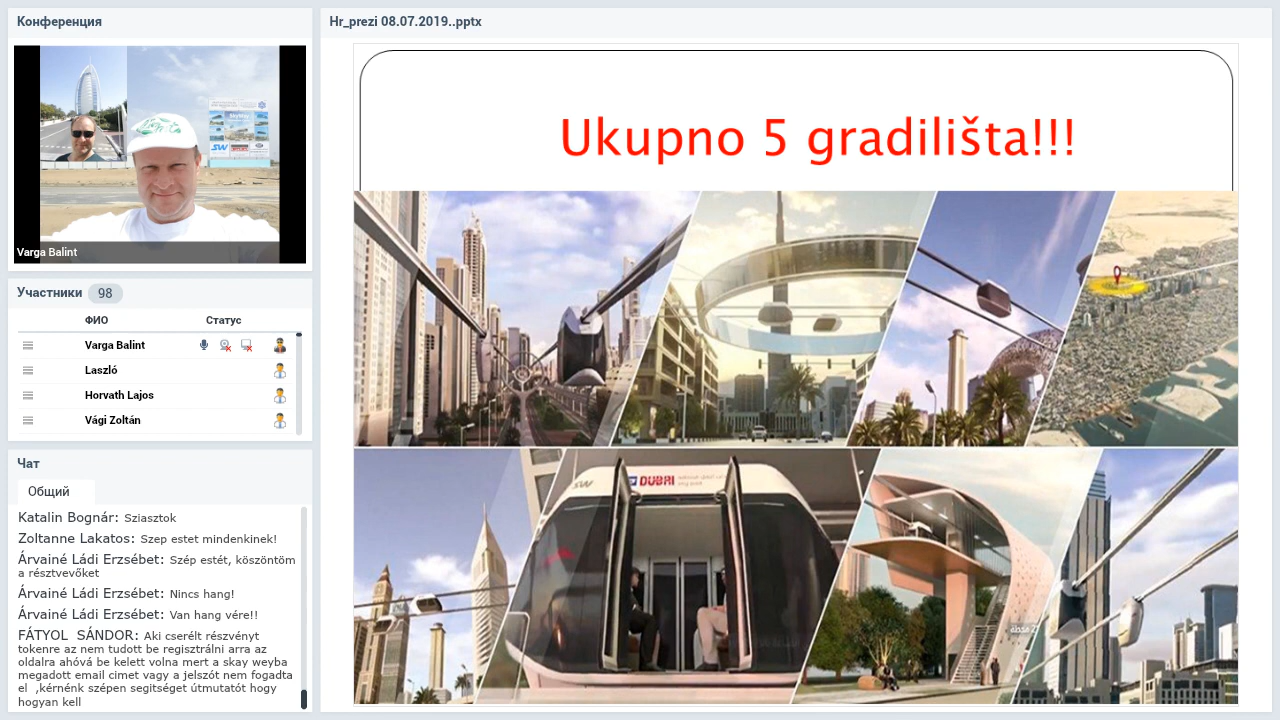 Конференция
Varga Balint
Участники 98
ФИО Статус
Varga Balint
Laszló
Horvath Lajos
Vági Zoltán
Чат
Общий
Katalin Bognár: Sziasztok
Zoltanne Lakatos: Szep estet mindenkinek!
Árvainé Ládi Erzsébet: Szép estét, köszöntöm
a résztvevőket
Árvainé Ládi Erzsébet: Nincs hang!
Árvainé Ládi Erzsébet: Van hang vére!!
FÁTYOL SÁNDOR: Aki cserélt részvényt
tokenre az nem tudott be regisztrálni arra az
oldalra ahóvá be kelett volna mert a skay weyba
megadott email cimet vagy a jelszót nem fogadta
el ,kérnénk szépen segitséget útmutatót hogy
hogyan kell
Hr_prezi 08.07.2019..pptx
Ukupno 5 gradilišta!!!
SW
DUBAI